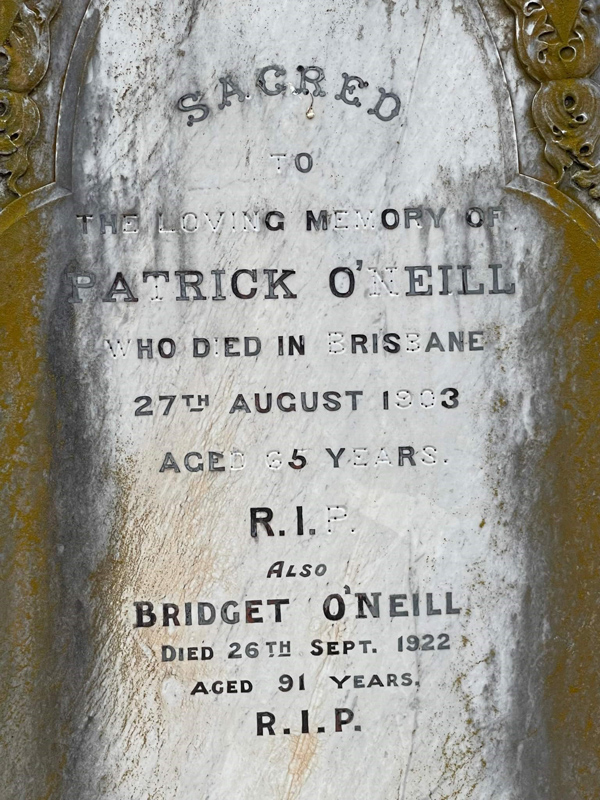 SACRED
TO
THE LOVING MEMORY OF
PATRICK O'NEILL
WHO DIED IN BRISBANE
27TH AUGUST 1903
AGED 65 YEARS.
R.I.P.
ALSO
BRIDGET O'NEILL
DIED 26TH SEPT. 1922
AGED 91 YEARS.
R.I.P.